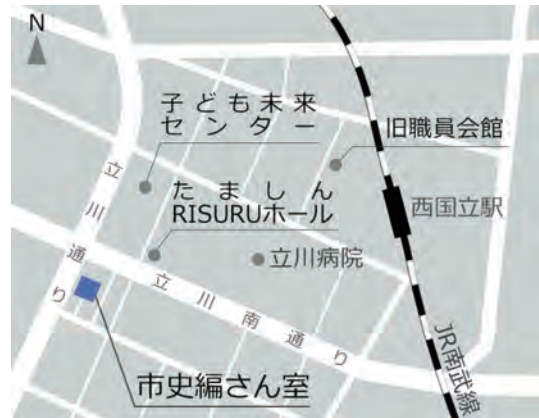 N
子ども未来
センター
旧職員会館
たましん
RISURUホール
西国立駅
立川病院
立川通り
立川南通り
JR南武線
市史編さん室